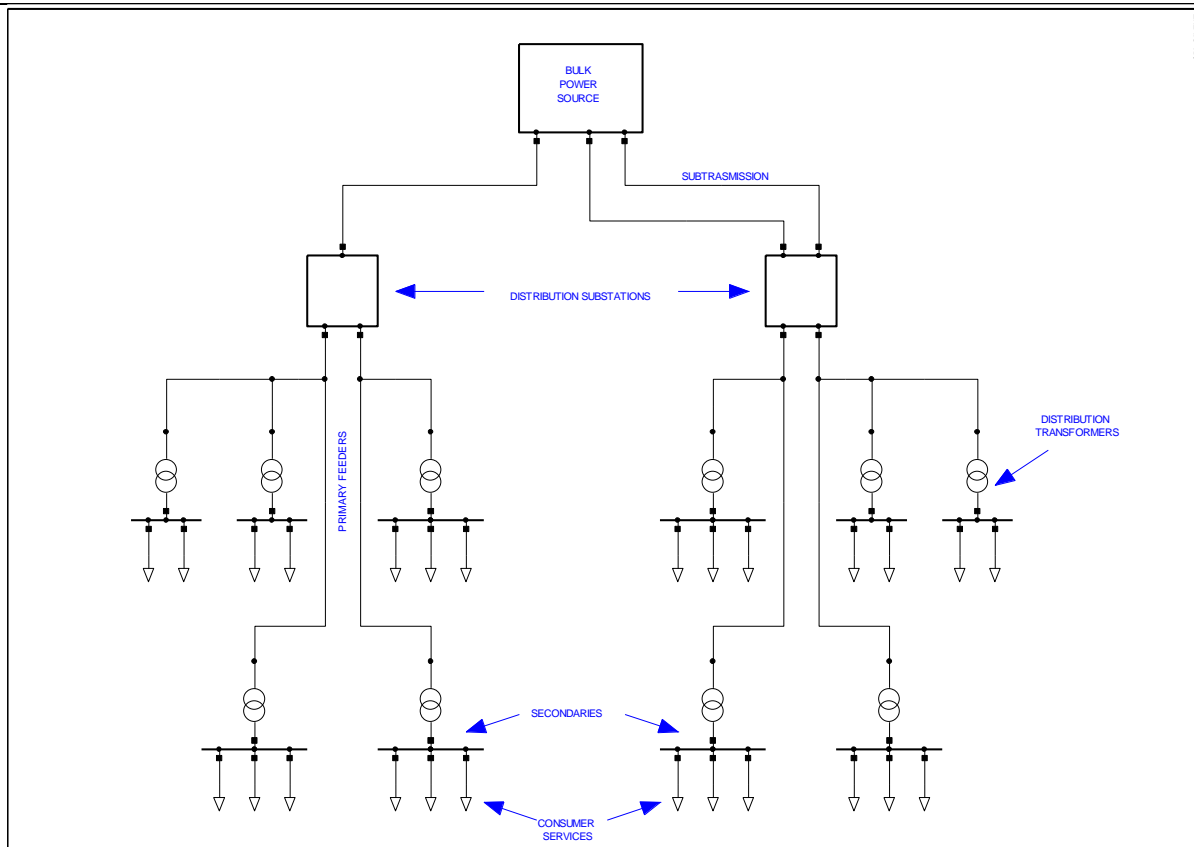 BULK
POWER
SOURCE
SUBTRASMISSION
DISTRIBUTION SUBSTATIONS
DISTRIBUTION
TRANSFORMERS
PRIMARY FEEDERS
SECONDARIES
CONSUMER
SERVICES